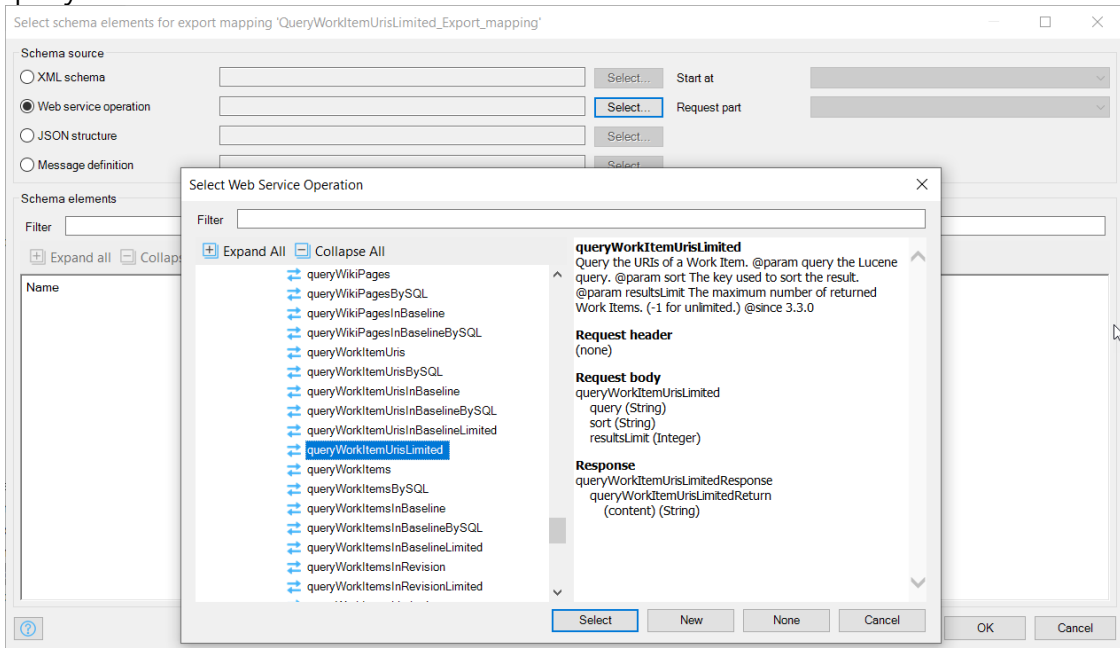 Select schema elements for export mapping 'QueryWorkItemUrisLimited_Export_mapping'
Schema source
XML schema
Select...
Start at
Web service operation
Select...
Request part
JSON structure
Select...
Message definition
Select...
Schema elements
Filter
Expand all
Name
Select Web Service Operation
Filter
Expand All
Collapse All
queryWikiPages
queryWikiPagesBySQL
queryWikiPagesInBaseline
queryWikiPagesInBaselineBySQL
queryWorkItemUris
queryWorkItemUrisBySQL
queryWorkItemUrisInBaseline
queryWorkItemUrisInBaselineBySQL
queryWorkItemUrisInBaselineLimited
queryWorkItemUrisLimited
queryWorkItems
queryWorkItemsBySQL
queryWorkItemsInBaseline
queryWorkItemsInBaselineBySQL
queryWorkItemsInBaselineLimited
queryWorkItemsInRevision
queryWorkItemsInRevisionLimited
queryWorkItemUrisLimited
Query the URIs of a Work Item. @param query the Lucene
query. @param sort The key used to sort the result.
@param resultsLimit The maximum number of returned
Work Items. (-1 for unlimited.) @since 3.3.0
Request header
(none)
Request body
queryWorkItemUrisLimited
query (String)
sort (String)
resultsLimit (Integer)
Response
queryWorkItemUrisLimitedResponse
queryWorkItemUrisLimitedReturn
(content) (String)
Select
New
None
Cancel
OK
Cancel